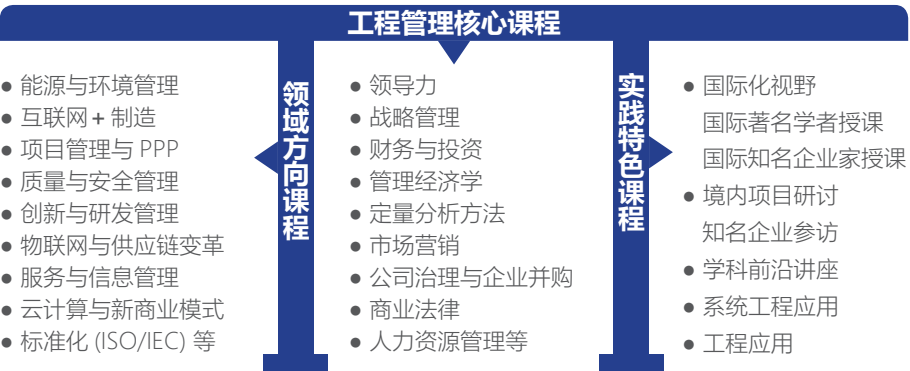 工程管理核心课程
领域方向课程
● 能源与环境管理
● 互联网+制造
● 项目管理与 PPP
● 质量与安全管理
● 创新与研发管理
● 物联网与供应链变革
● 服务与信息管理
● 云计算与新商业模式
● 标准化 (ISO/IEC) 等
● 领导力
● 战略管理
● 财务与投资
● 管理经济学
● 定量分析方法
● 市场营销
● 公司治理与企业并购
● 商业法律
● 人力资源管理等
实践特色课程
● 国际化视野
国际著名学者授课
国际知名企业家授课
● 境内项目研讨
知名企业参访
● 学科前沿讲座
● 系统工程应用
● 工程应用